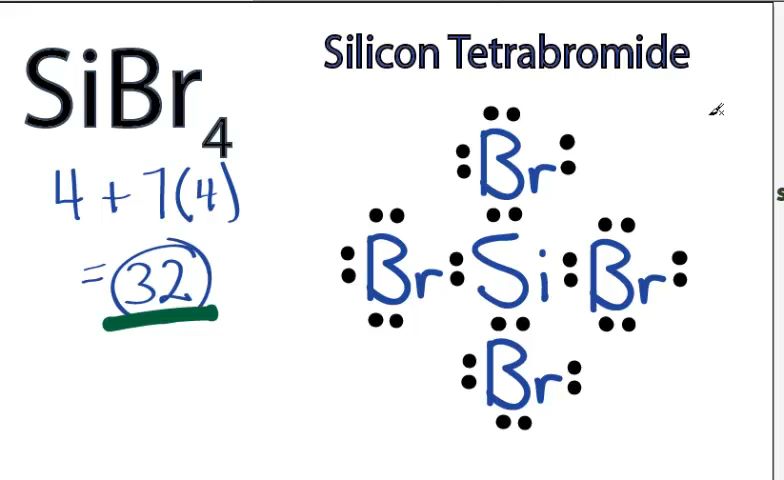 SiBr4
Silicon Tetrabromide
4 + 7(4)
= 32
Br
Br Si Br
Br
s